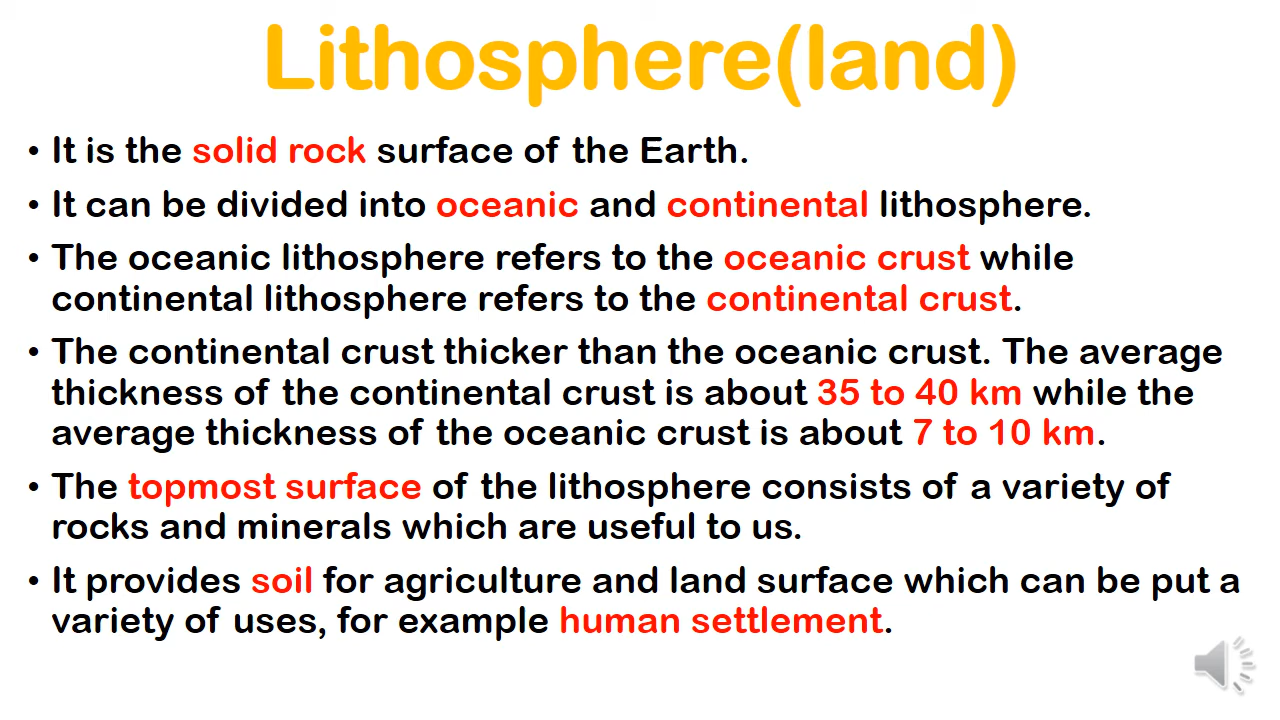 Lithosphere(land)
• It is the solid rock surface of the Earth.
• It can be divided into oceanic and continental lithosphere.
• The oceanic lithosphere refers to the oceanic crust while
continental lithosphere refers to the continental crust.
• The continental crust thicker than the oceanic crust. The average
thickness of the continental crust is about 35 to 40 km while the
average thickness of the oceanic crust is about 7 to 10 km.
• The topmost surface of the lithosphere consists of a variety of
rocks and minerals which are useful to us.
• It provides soil for agriculture and land surface which can be put a
variety of uses, for example human settlement.